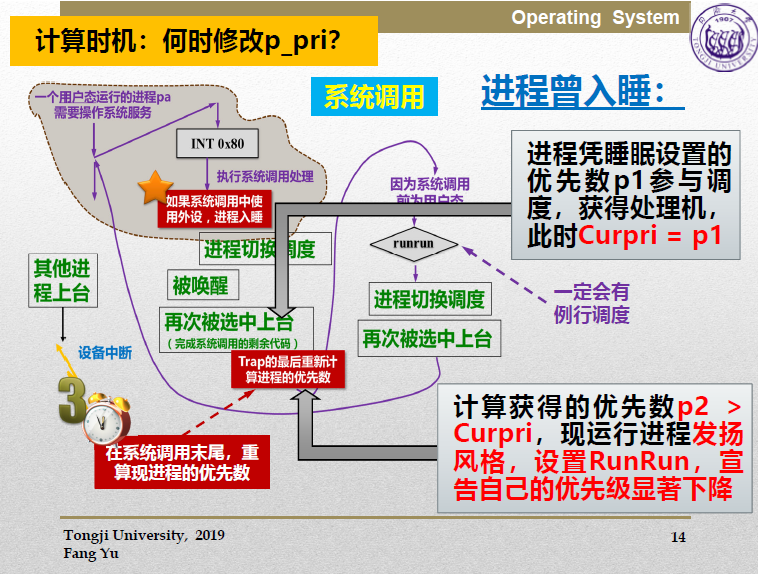 Operating System
计算时机：何时修改p_pri？
1907
TONGJI UNIVERSITY
系统调用
进程曾入睡：
一个用户态运行的进程pa
需要操作系统服务
INT 0x80
执行系统调用处理
如果系统调用中使
用外设，进程入睡
进程切换调度
被唤醒
再次被选中上台
（完成系统调用的剩余代码）
Trap的最后重新计
算进程的优先数
其他进
程上台
设备中断
3
在系统调用末尾，重
算现进程的优先数
因为系统调用
前为用户态
runrun
进程切换调度
再次被选中上台
一定会有
例行调度
进程凭睡眠设置的
优先数p1参与调
度，获得处理机，
此时Curpri = p1
计算获得的优先数p2 >
Curpri，现运行进程发扬
风格，设置RunRun，宣
告自己的优先级显著下降
Tongji University, 2019
Fang Yu
14